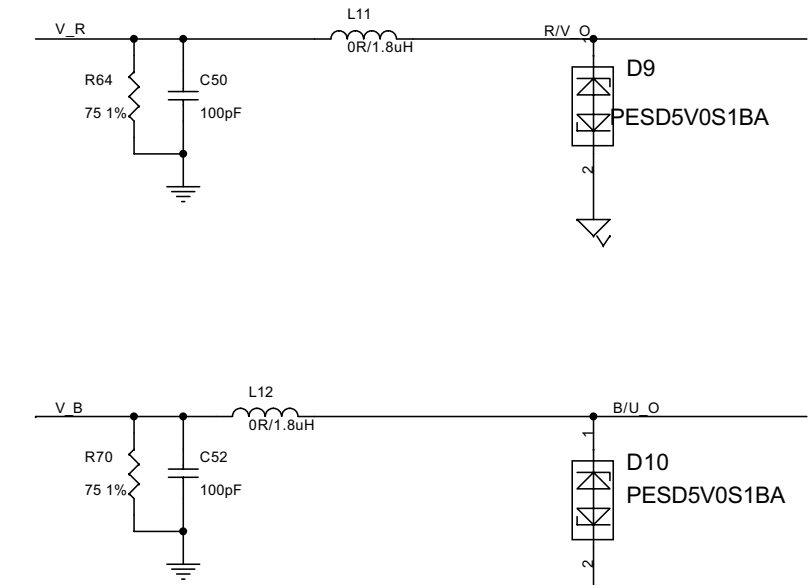 L11
V_R
R/V_O
0R/1.8uH
1
D9
R64
C50
75 1%
100pF
PESD5V0S1BA
2
L12
V_B
B/U_O
0R/1.8uH
1
R70
C52
D10
75 1%
100pF
PESD5V0S1BA
2